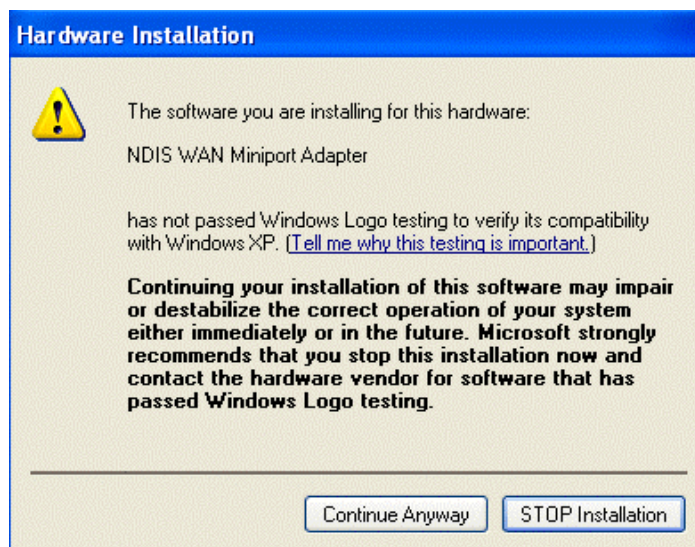 Hardware Installation
The software you are installing for this hardware:
NDIS WAN Miniport Adapter
has not passed Windows Logo testing to verify its compatibility
with Windows XP. (Tell me why this testing is important.)
Continuing your installation of this software may impair
or destabilize the correct operation of your system
either immediately or in the future. Microsoft strongly
recommends that you stop this installation now and
contact the hardware vendor for software that has
passed Windows Logo testing.
Continue Anyway
STOP Installation